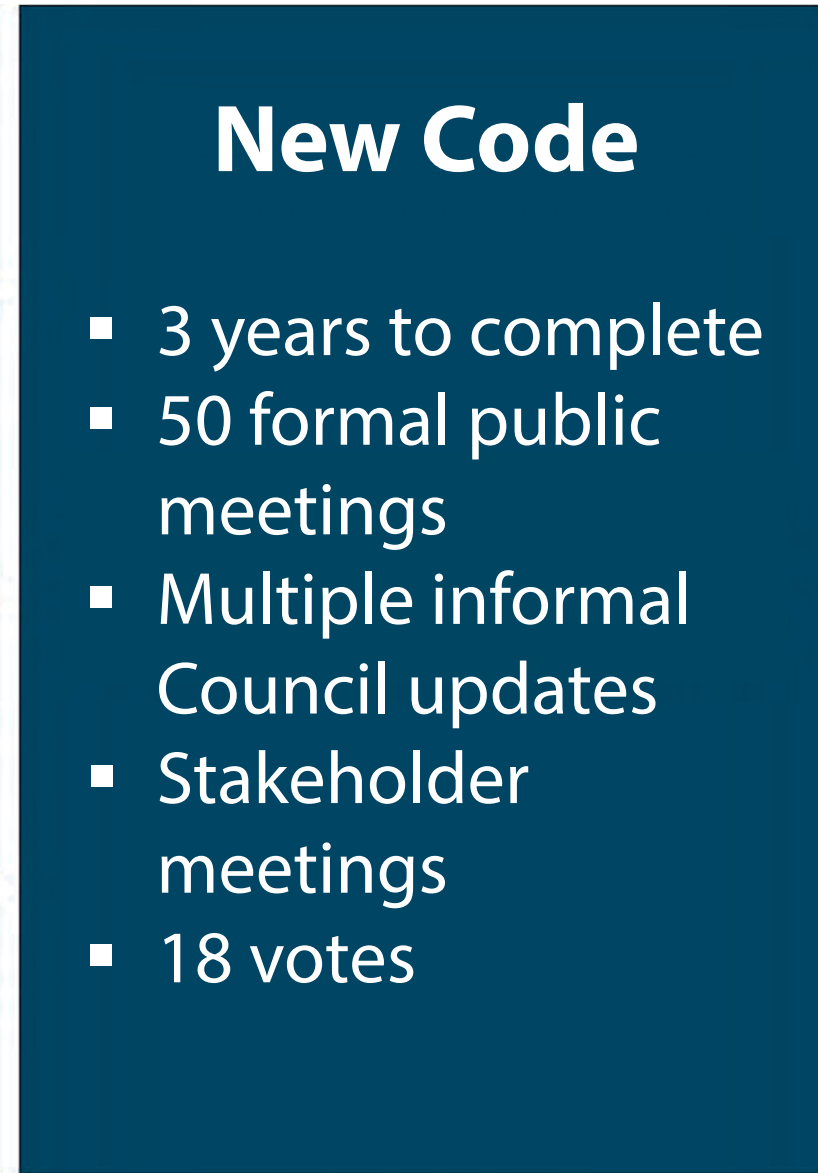 New Code
▪ 3 years to complete
▪ 50 formal public
meetings
▪ Multiple informal
Council updates
▪ Stakeholder
meetings
▪ 18 votes